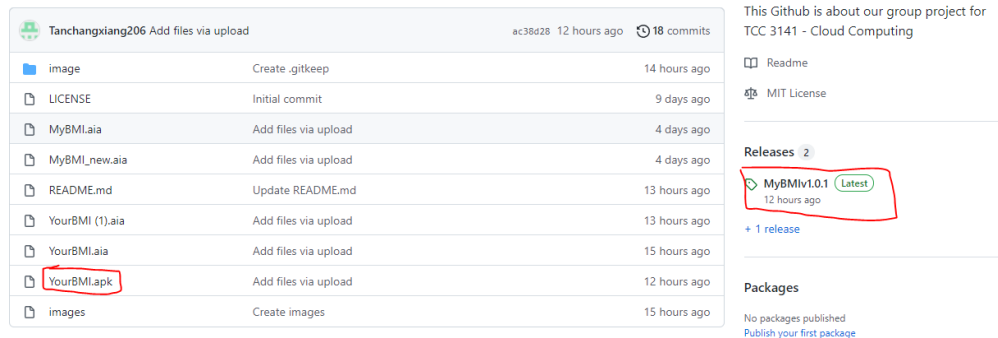 Tanchangxiang206 Add files via upload ac38d28 12 hours ago 18 commits
image Create .gitkeep 14 hours ago
LICENSE Initial commit 9 days ago
MyBMI.aia Add files via upload 4 days ago
MyBMI_new.aia Add files via upload 4 days ago
README.md Update README.md 13 hours ago
YourBMI (1).aia Add files via upload 13 hours ago
YourBMI.aia Add files via upload 15 hours ago
YourBMI.apk Add files via upload 12 hours ago
images Create images 15 hours ago
This Github is about our group project for
TCC 3141 - Cloud Computing
Readme
MIT License
Releases 2
MyBMIv1.0.1 Latest
12 hours ago
+ 1 release
Packages
No packages published
Publish your first package